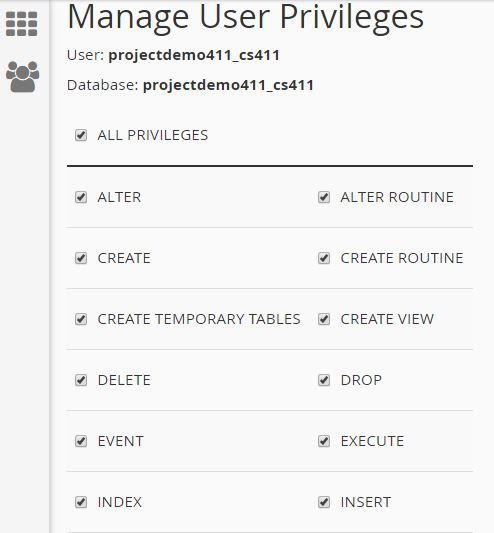 Manage User Privileges
User: projectdemo411_cs411
Database: projectdemo411_cs411
ALL PRIVILEGES
ALTER ALTER ROUTINE
CREATE CREATE ROUTINE
CREATE TEMPORARY TABLES CREATE VIEW
DELETE DROP
EVENT EXECUTE
INDEX INSERT